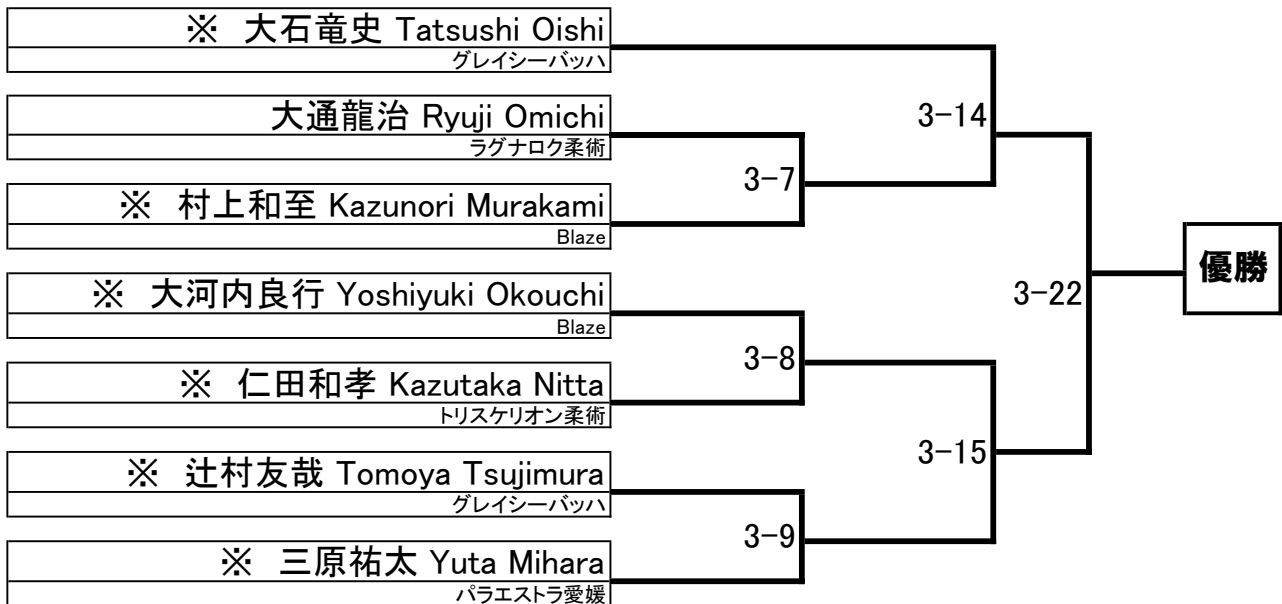 ※ 大石竜史 Tatsushi Oishi
グレイシーバッハ
大通龍治 Ryuji Omichi
ラグナロク柔術
※ 村上和至 Kazunori Murakami
Blaze
※ 大河内良行 Yoshiyuki Okouchi
Blaze
※ 仁田和孝 Kazutaka Nitta
トリスケリオン柔術
※ 辻村友哉 Tomoya Tsujimura
グレイシーバッハ
※ 三原祐太 Yuta Mihara
パラエストラ愛媛
3-7
3-8
3-9
3-14
3-15
3-22
優勝